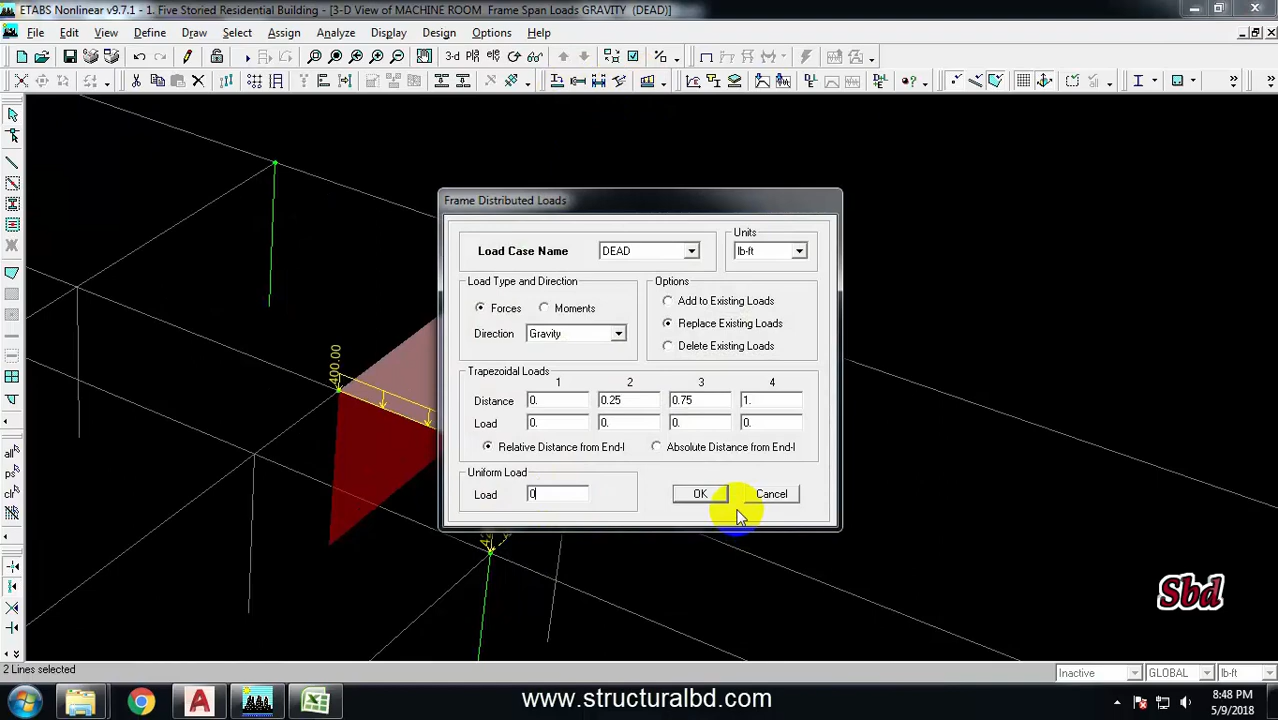 ETABS Nonlinear v9.7.1 - 1. Five Storied Residential Building - [3-D View of MACHINE ROOM Frame Span Loads GRAVITY (DEAD)]
File Edit View Define Draw Select Assign Analyze Display Design Options Help
3-d
all
ps
clr
400.00
Frame Distributed Loads
Load Case Name DEAD
Units
lb-ft
Load Type and Direction
Forces Moments
Direction Gravity
Options
Add to Existing Loads
Replace Existing Loads
Delete Existing Loads
Trapezoidal Loads
1 2 3 4
Distance 0. 0.25 0.75 1.
Load 0. 0. 0. 0.
Relative Distance from End-I Absolute Distance from End-I
Uniform Load
Load 0
OK Cancel
Sbd
2 Lines selected
Inactive GLOBAL lb-ft
www.structuralbd.com
8:48 PM
5/9/2018